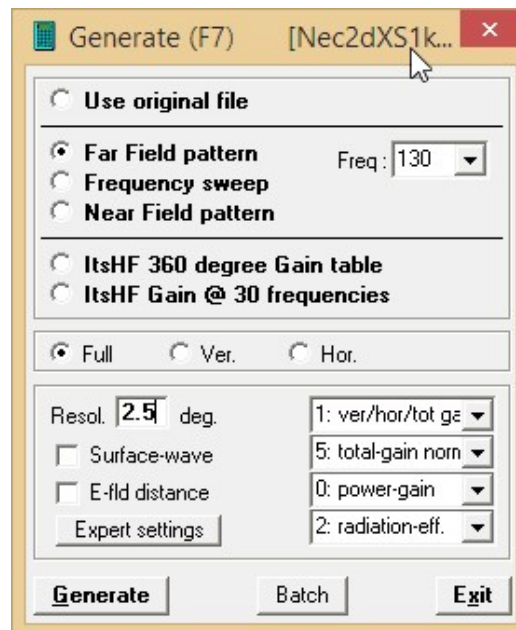 Generate (F7) [Nec2dXS1k...
Use original file
Far Field pattern Freq : 130
Frequency sweep
Near Field pattern
ItsHF 360 degree Gain table
ItsHF Gain @ 30 frequencies
Full Ver. Hor.
Resol. 2.5 deg. 1: ver/hor/tot ga
Surface-wave 5: total-gain norm
E-fld distance 0: power-gain
Expert settings 2: radiation-eff.
Generate Batch Exit